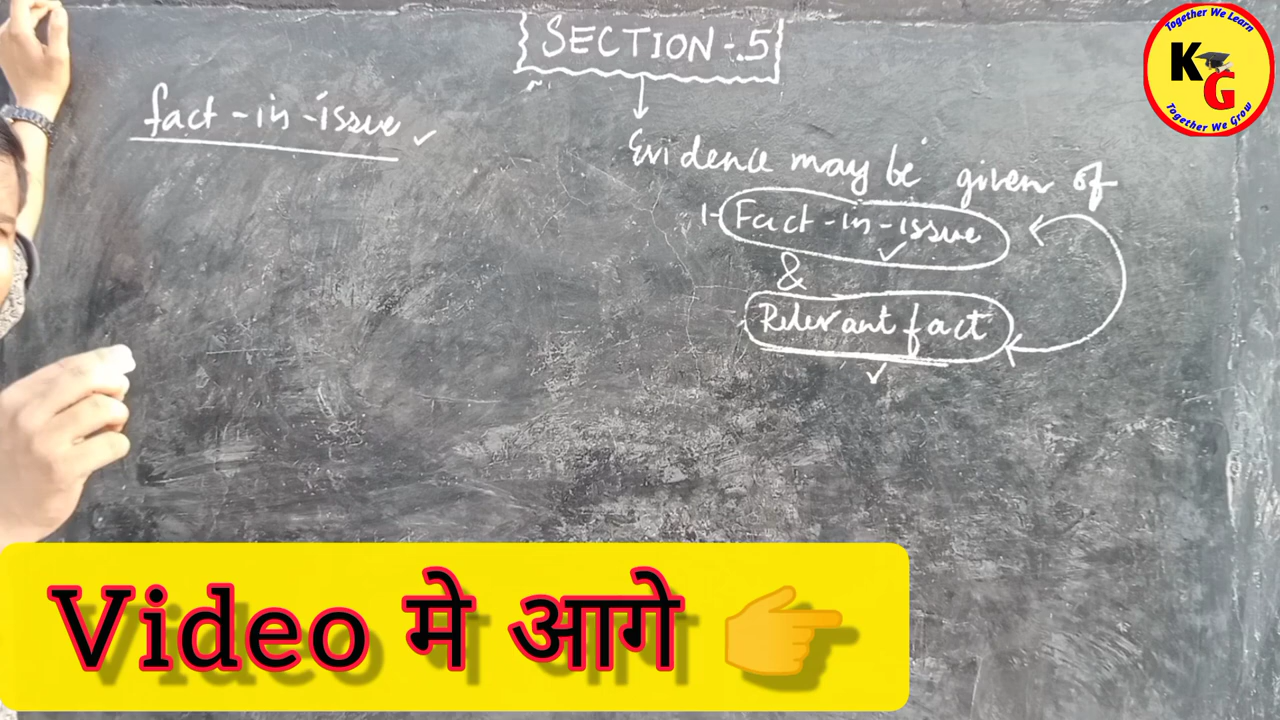 SECTION-.5
fact-in-issue
Evidence may be given of
1- Fact-in-issue
&
Relevant fact
Together We Learn
KG
Together We Grow
Video मे आगे